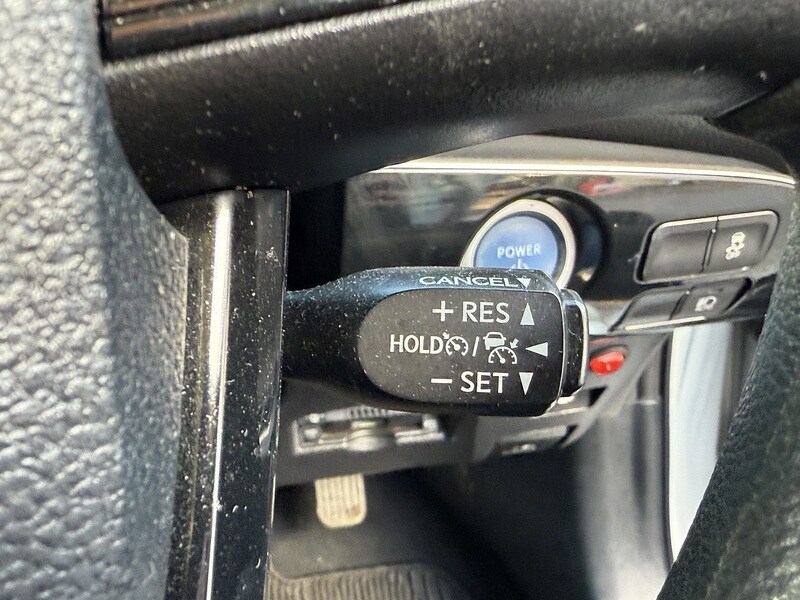 POWER
CANCEL▼
+ RES ▲
HOLD / ◄
− SET ▼